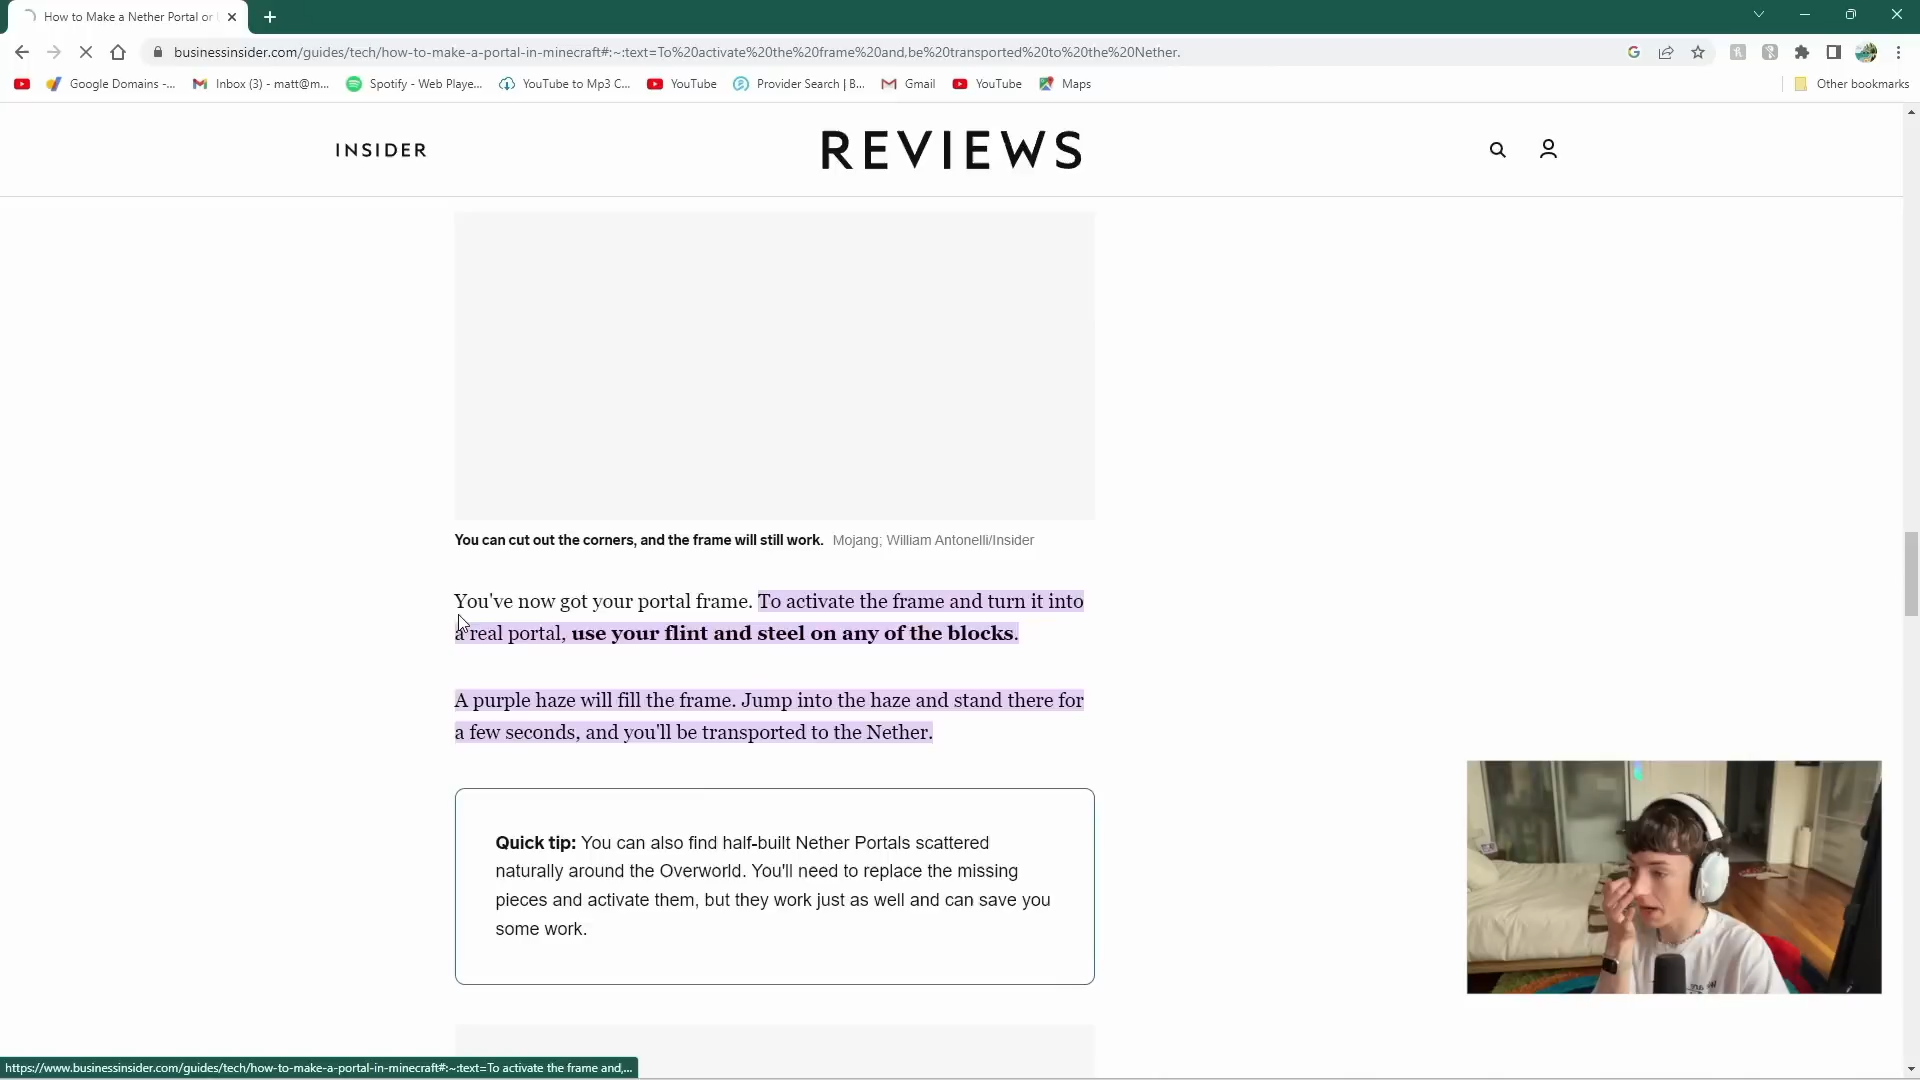 How to Make a Nether Portal or
businessinsider.com/guides/tech/how-to-make-a-portal-in-minecraft#:~:text=To%20activate%20the%20frame%20and,be%20transported%20to%20the%20Nether.
Google Domains -... Inbox (3) - matt@m... Spotify - Web Playe... YouTube to Mp3 C... YouTube Provider Search | B... Gmail YouTube Maps Other bookmarks
INSIDER REVIEWS
You can cut out the corners, and the frame will still work. Mojang; William Antonelli/Insider
You've now got your portal frame. To activate the frame and turn it into
a real portal, use your flint and steel on any of the blocks.
A purple haze will fill the frame. Jump into the haze and stand there for
a few seconds, and you'll be transported to the Nether.
Quick tip: You can also find half-built Nether Portals scattered
naturally around the Overworld. You'll need to replace the missing
pieces and activate them, but they work just as well and can save you
some work.
https://www.businessinsider.com/guides/tech/how-to-make-a-portal-in-minecraft#:~:text=To activate the frame and,...